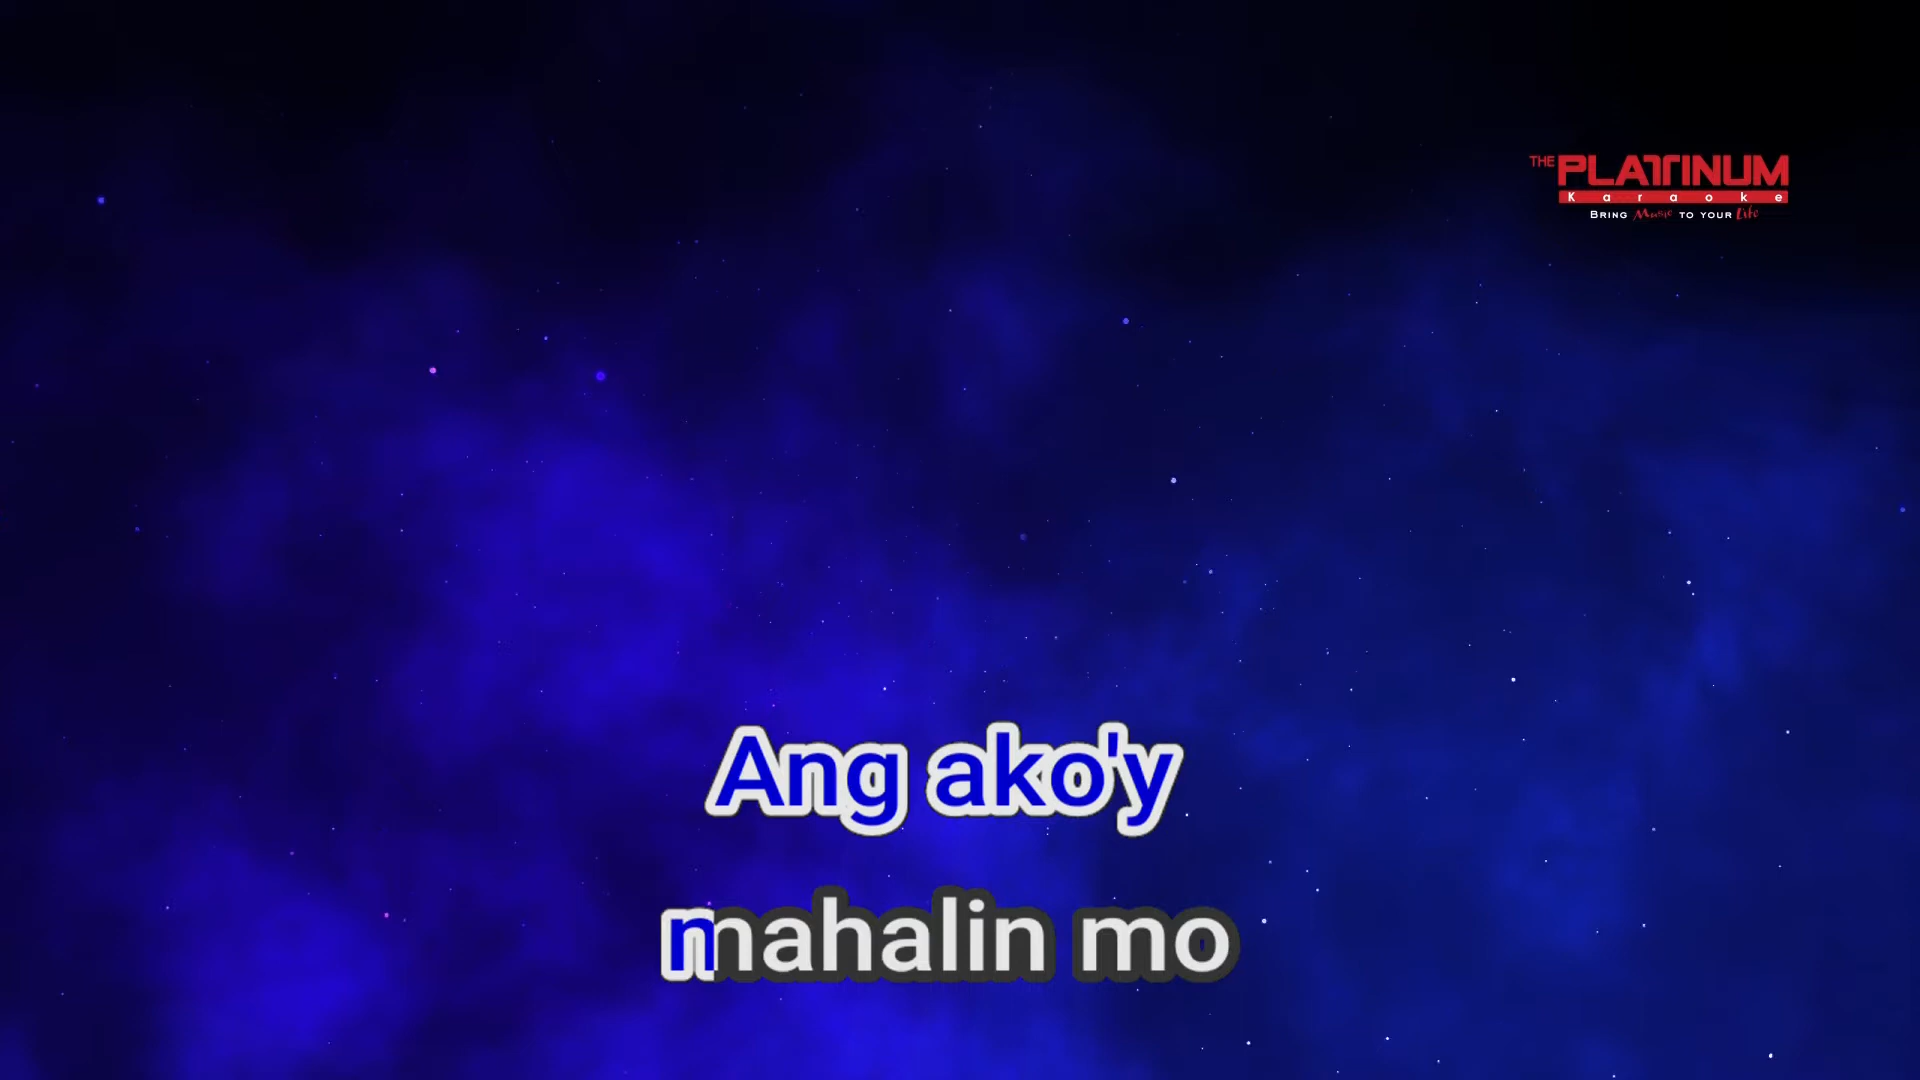 THE PLATINUM
Karaoke
BRING Music TO YOUR Life
Ang ako'y
mahalin mo